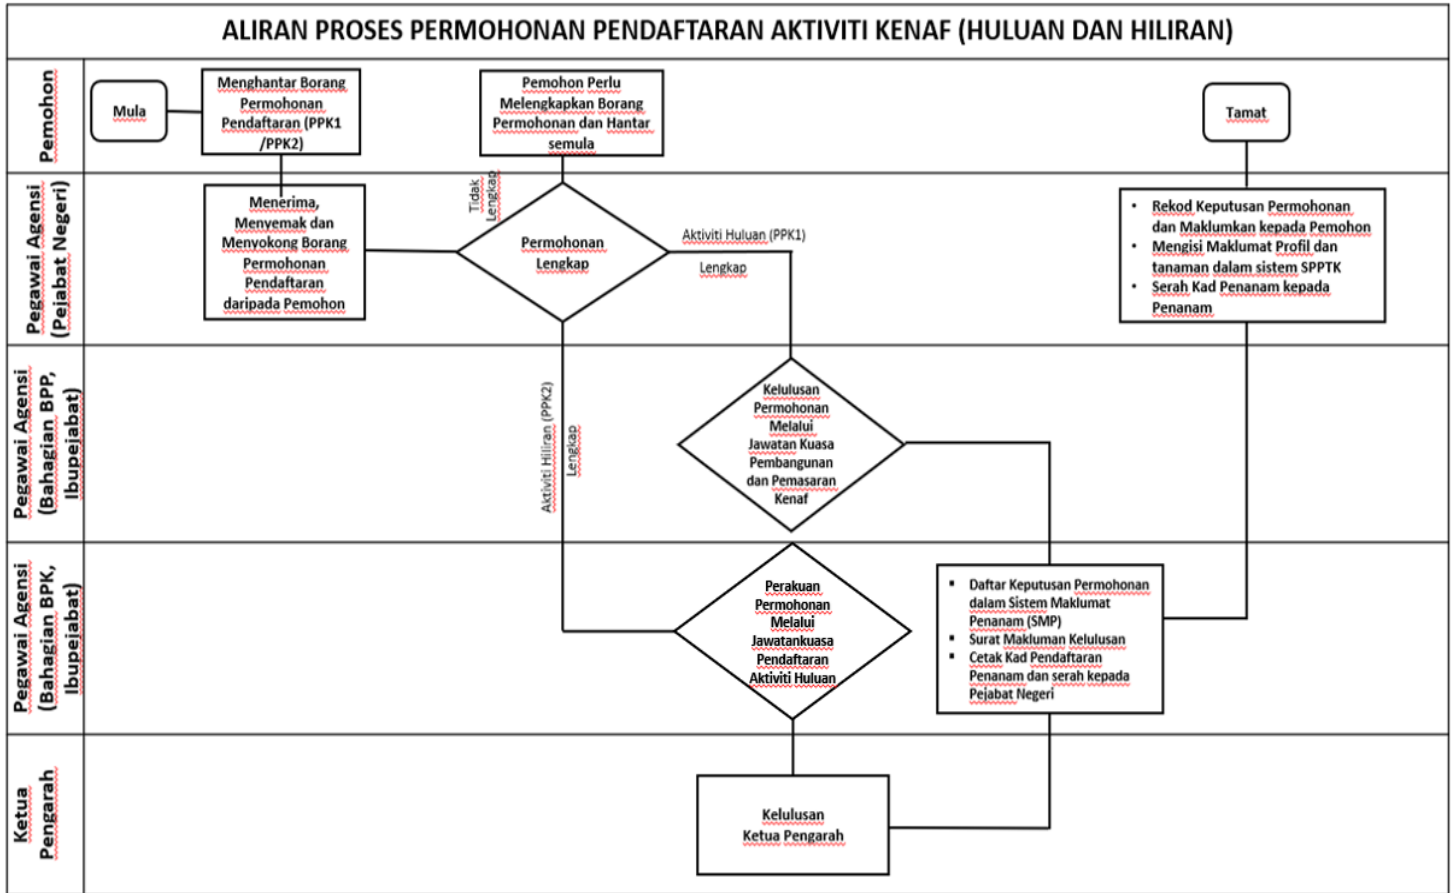 ALIRAN PROSES PERMOHONAN PENDAFTARAN AKTIVITI KENAF (HULUAN DAN HILIRAN)
Pemohon
Mula
Menghantar Borang
Permohonan
Pendaftaran (PPK1
/PPK2)
Pemohon Perlu
Melengkapkan Borang
Permohonan dan Hantar
semula
Tamat
Pegawai Agensi
(Pejabat Negeri)
Menerima,
Menyemak dan
Menyokong Borang
Permohonan
Pendaftaran
daripada Pemohon
Tidak
Lengkap
Permohonan
Lengkap
Aktiviti Huluan (PPK1)
Lengkap
• Rekod Keputusan Permohonan
dan Maklumkan kepada Pemohon
• Mengisi Maklumat Profil dan
tanaman dalam sistem SPPTK
• Serah Kad Penanam kepada
Penanam
Pegawai Agensi
(Bahagian BPP,
Ibupejabat)
Aktiviti Hiliran (PPK2)
Lengkap
Kelulusan
Permohonan
Melalui
Jawatan Kuasa
Pembangunan
dan Pemasaran
Kenaf
Pegawai Agensi
(Bahagian BPK,
Ibupejabat)
Perakuan
Permohonan
Melalui
Jawatankuasa
Pendaftaran
Aktiviti Huluan
▪ Daftar Keputusan Permohonan
dalam Sistem Maklumat
Penanam (SMP)
▪ Surat Makluman Kelulusan
▪ Cetak Kad Pendaftaran
Penanam dan serah kepada
Pejabat Negeri
Ketua
Pengarah
Kelulusan
Ketua Pengarah